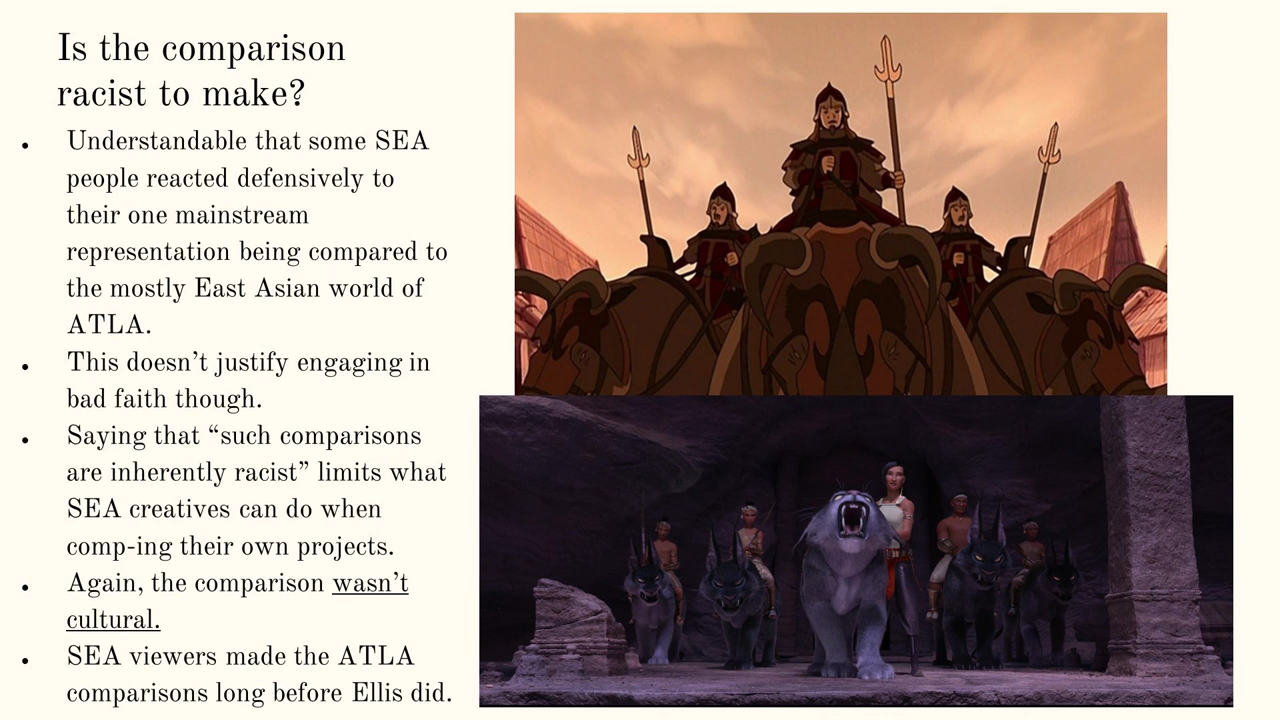 Is the comparison
racist to make?
• Understandable that some SEA
people reacted defensively to
their one mainstream
representation being compared to
the mostly East Asian world of
ATLA.
• This doesn’t justify engaging in
bad faith though.
• Saying that “such comparisons
are inherently racist” limits what
SEA creatives can do when
comp-ing their own projects.
• Again, the comparison wasn’t
cultural.
• SEA viewers made the ATLA
comparisons long before Ellis did.